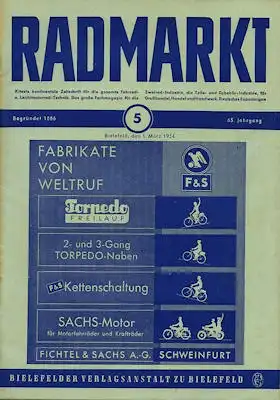 RADMARKT
Älteste kontinentale Zeitschrift für die gesamte Fahrrad- u. Zweirad-Industrie, die Teile- und Zubehör-Industrie, für
u. Leichtmotorrad-Technik. Das große Fachmagazin für die Großhandel, Handel und Handwerk. Deutsches Exportorgan
Begründet 1886
5
65. Jahrgang
Bielefeld, den 1. März 1954
FABRIKATE
VON
WELTRUF
F&S
Torpedo
FREILAUF
2- und 3-Gang
TORPEDO-Naben
F&S Kettenschaltung
SACHS-Motor
für Motorfahrräder und Krafträder
FICHTEL & SACHS A.-G.
SCHWEINFURT
BIELEFELDER VERLAGSANSTALT ZU BIELEFELD